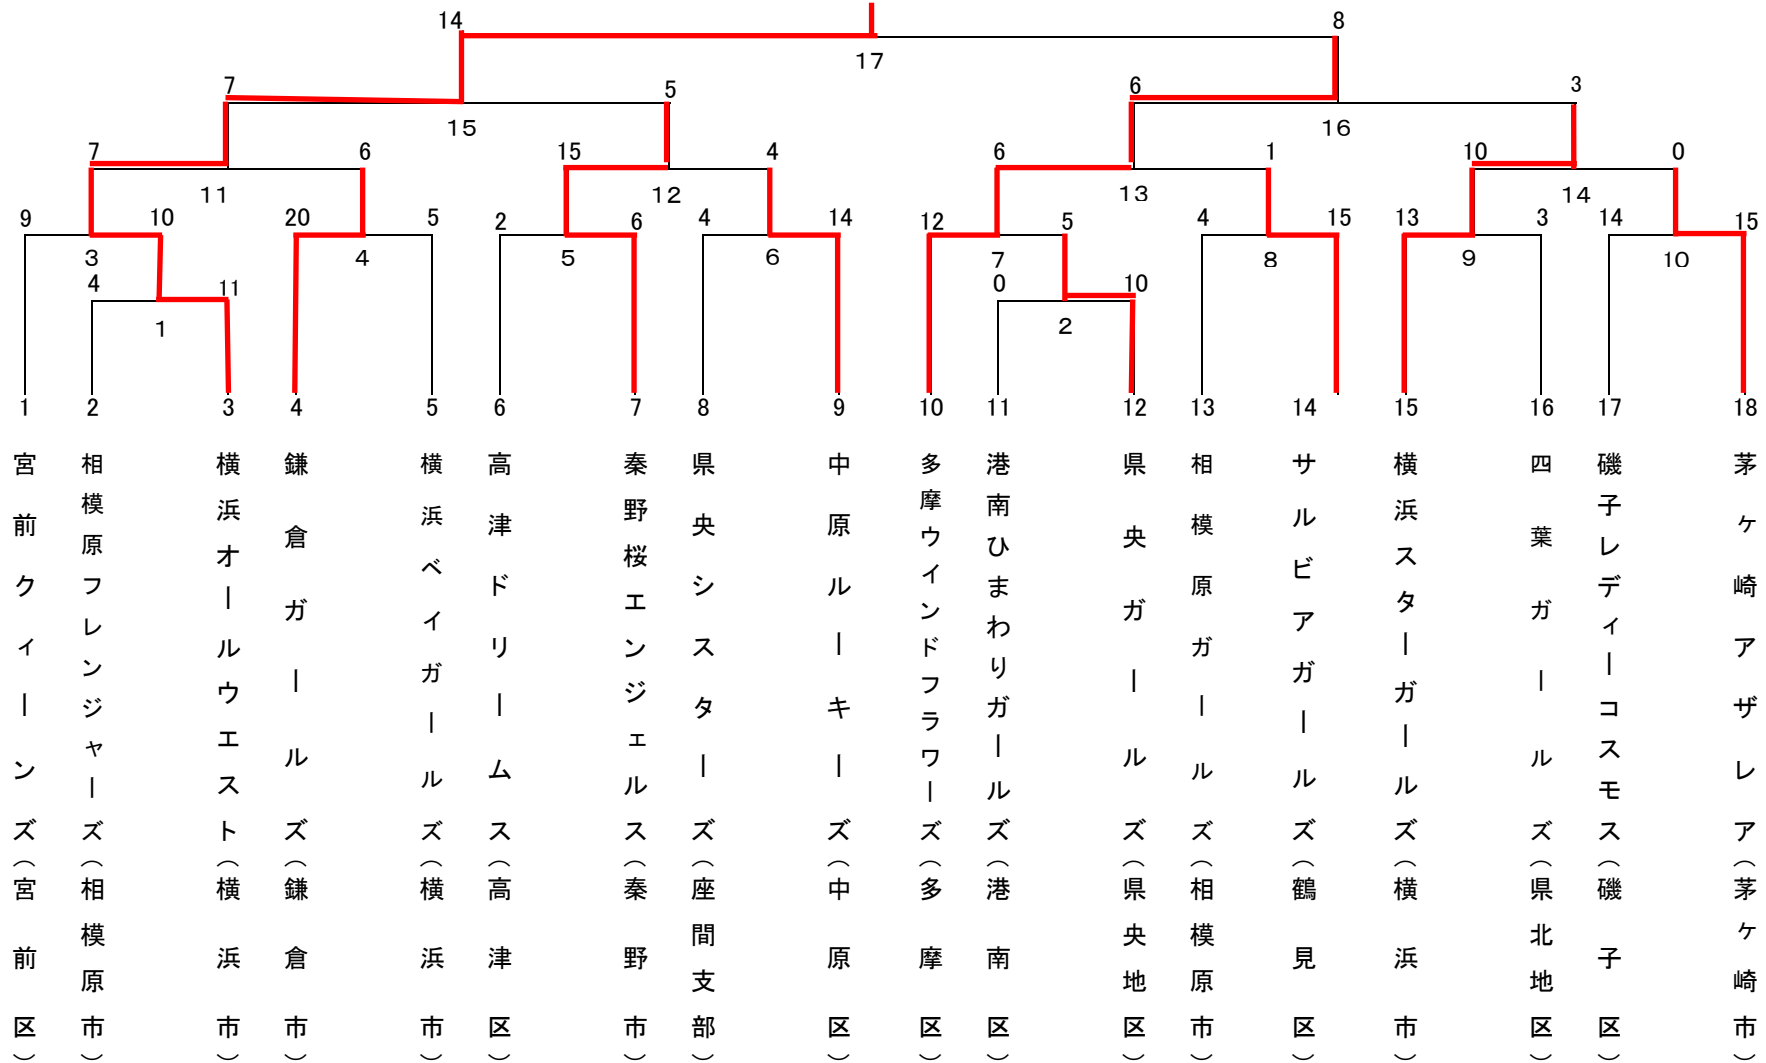 14 8
17
7 5 6 3
15 16
7 6 15 4 6 1 10 0
11 12 13 14
9 10 20 5 2 6 4 14 12 5 4 15 13 3 14 15
3 4 5 6 7 8 9 10
4 11 0 10
1 2
1 2 3 4 5 6 7 8 9 10 11 12 13 14 15 16 17 18
宮前クィーンズ(宮前区)
相模原フレンジャーズ(相模原市)
横浜オールウエスト(横浜市)
鎌倉ガールズ(鎌倉市)
横浜ベイガールズ(横浜市)
高津ドリームス(高津区)
秦野桜エンジェルス(秦野市)
県央シスターズ(座間支部)
中原ルーキーズ(中原区)
多摩ウインドフラワーズ(多摩区)
港南ひまわりガールズ(港南区)
県央ガールズ(県央地区)
相模原ガールズ(相模原市)
サルビアガールズ(鶴見区)
横浜スターガールズ(横浜市)
四葉ガールズ(県北地区)
磯子レディーコスモス(磯子区)
茅ヶ崎アザレア(茅ヶ崎市)